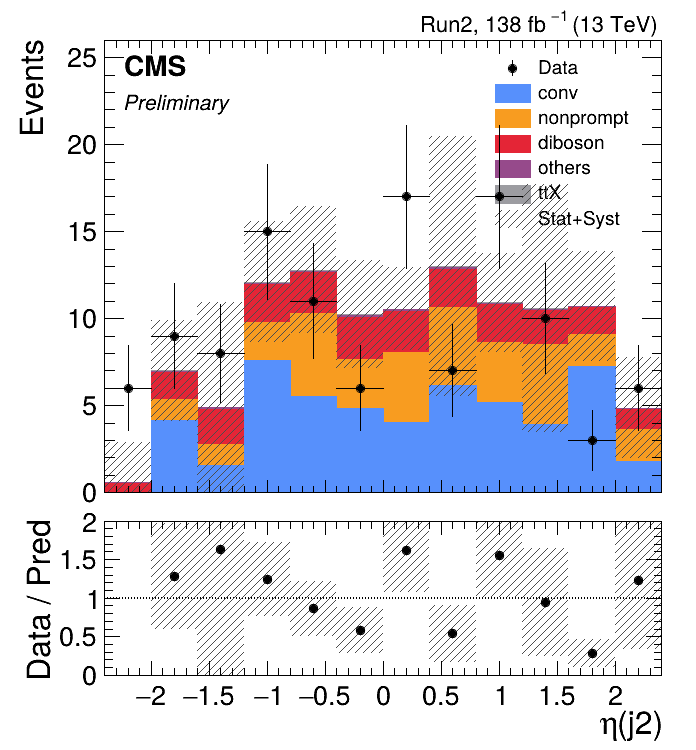 Run2, 138 fb⁻¹ (13 TeV)
Events
25
20
15
10
5
0
CMS
Preliminary
Data
conv
nonprompt
diboson
others
ttX
Stat+Syst
Data / Pred
2
1.5
1
0.5
0
−2 −1.5 −1 −0.5 0 0.5 1 1.5 2
η(j2)